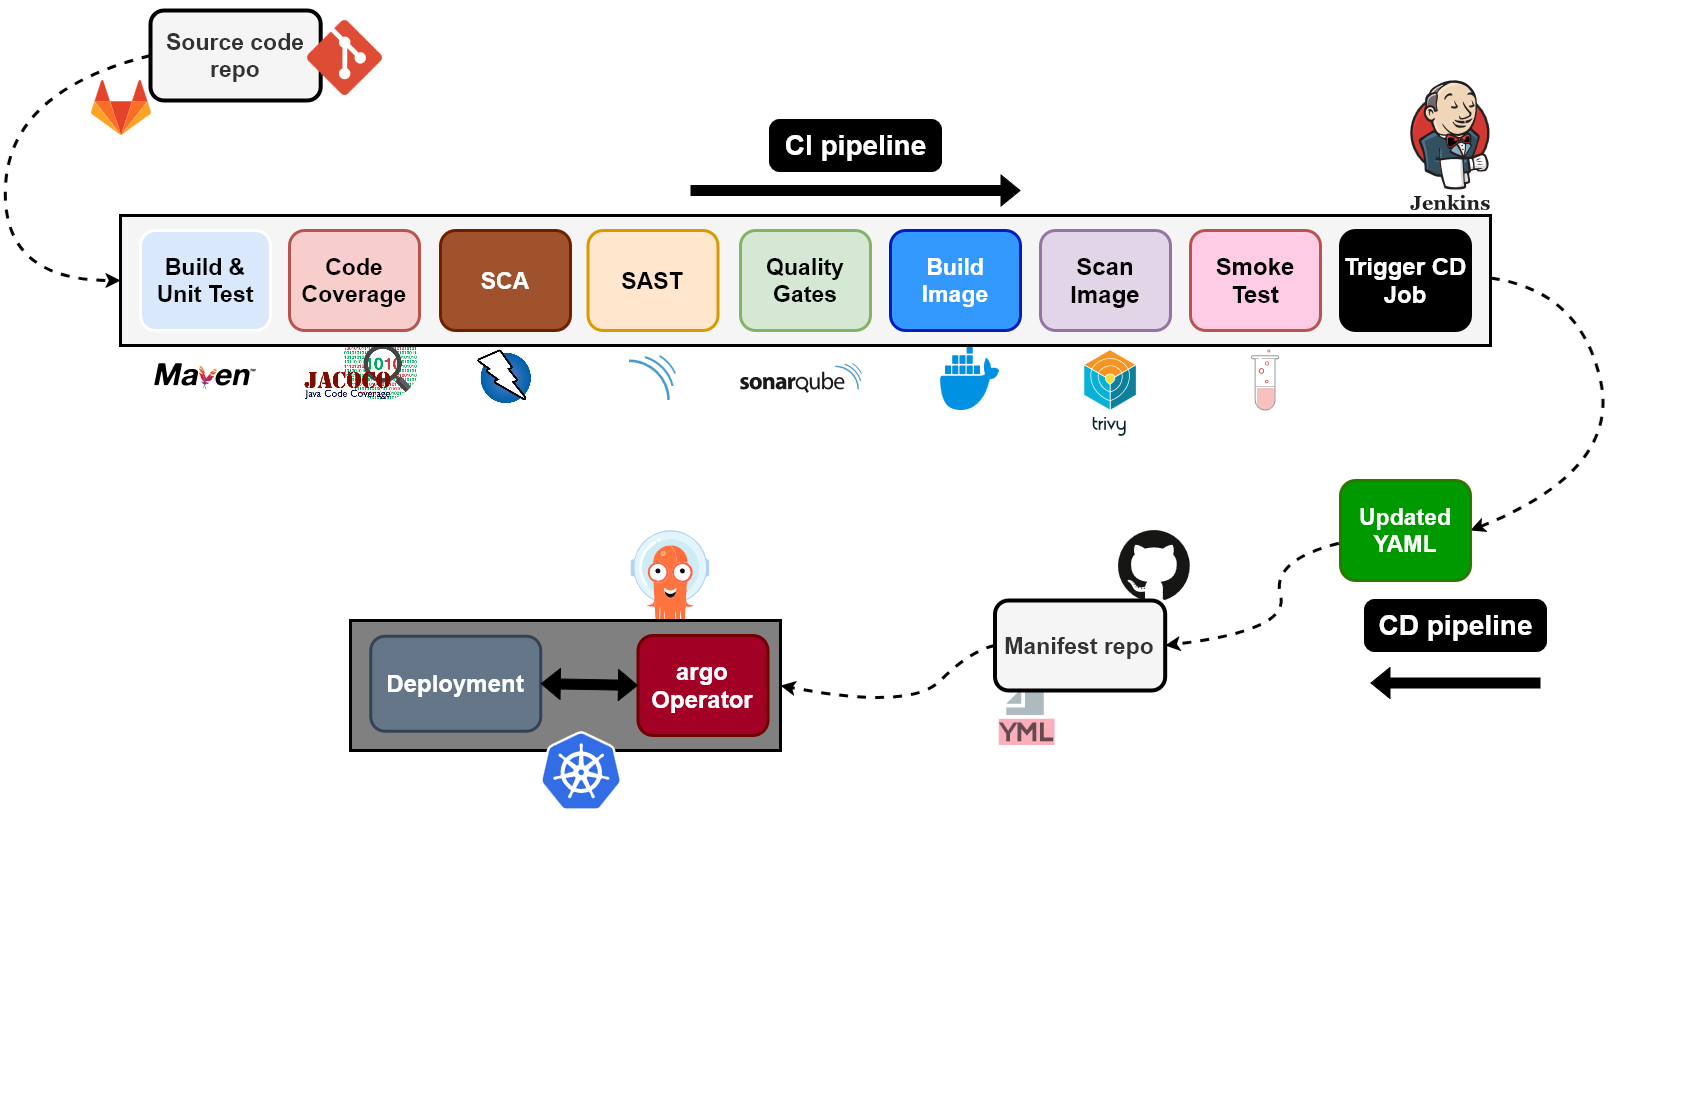 Source code
repo
CI pipeline
Jenkins
Build &
Unit Test
Code
Coverage
SCA
SAST
Quality
Gates
Build
Image
Scan
Image
Smoke
Test
Trigger CD
Job
Maven™
1010
JACOCO
Java Code Coverage
sonarqube
trivy
Updated
YAML
CD pipeline
Manifest repo
YML
argo
Operator
Deployment